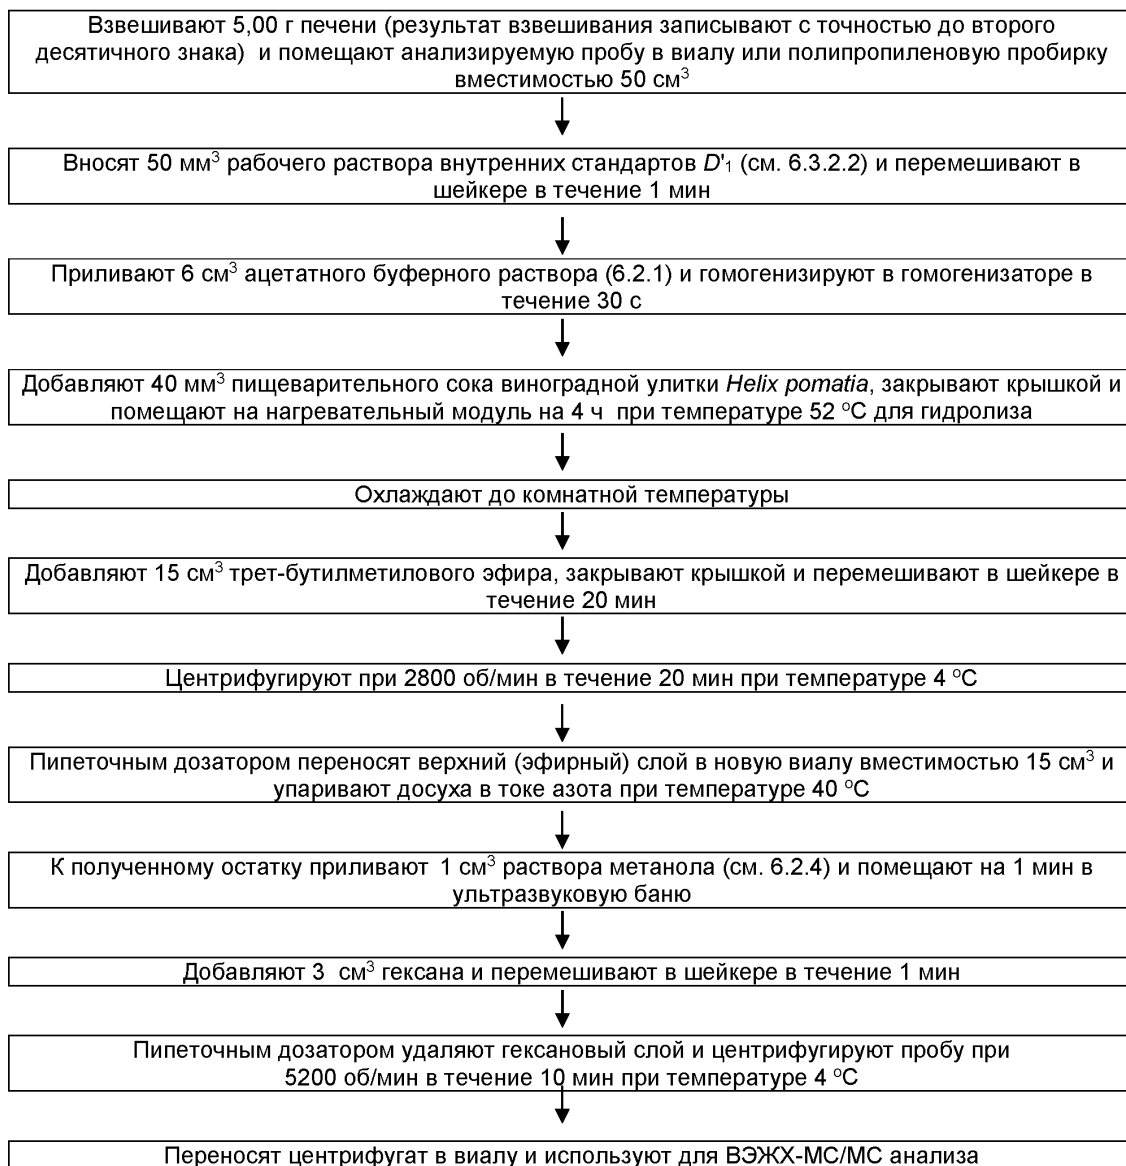 Взвешивают 5,00 г печени (результат взвешивания записывают с точностью до второго
десятичного знака) и помещают анализируемую пробу в виалу или полипропиленовую пробирку
вместимостью 50 см³
Вносят 50 мм³ рабочего раствора внутренних стандартов D'₁ (см. 6.3.2.2) и перемешивают в
шейкере в течение 1 мин
Приливают 6 см³ ацетатного буферного раствора (6.2.1) и гомогенизируют в гомогенизаторе в
течение 30 с
Добавляют 40 мм³ пищеварительного сока виноградной улитки Helix pomatia, закрывают крышкой и
помещают на нагревательный модуль на 4 ч при температуре 52 °С для гидролиза
Охлаждают до комнатной температуры
Добавляют 15 см³ трет-бутилметилового эфира, закрывают крышкой и перемешивают в шейкере в
течение 20 мин
Центрифугируют при 2800 об/мин в течение 20 мин при температуре 4 °С
Пипеточным дозатором переносят верхний (эфирный) слой в новую виалу вместимостью 15 см³ и
упаривают досуха в токе азота при температуре 40 °С
К полученному остатку приливают 1 см³ раствора метанола (см. 6.2.4) и помещают на 1 мин в
ультразвуковую баню
Добавляют 3 см³ гексана и перемешивают в шейкере в течение 1 мин
Пипеточным дозатором удаляют гексановый слой и центрифугируют пробу при
5200 об/мин в течение 10 мин при температуре 4 °С
Переносят центрифугат в виалу и используют для ВЭЖХ-МС/МС анализа